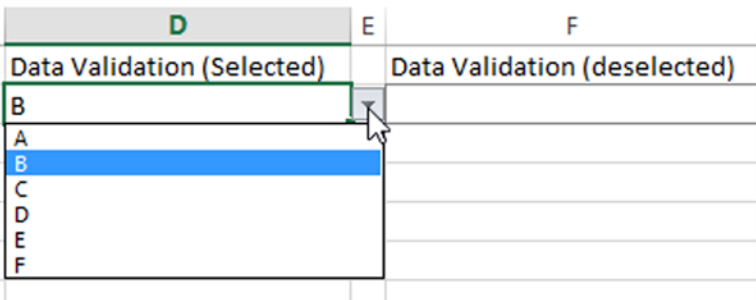 D E F
Data Validation (Selected) Data Validation (deselected)
B
A
B
C
D
E
F